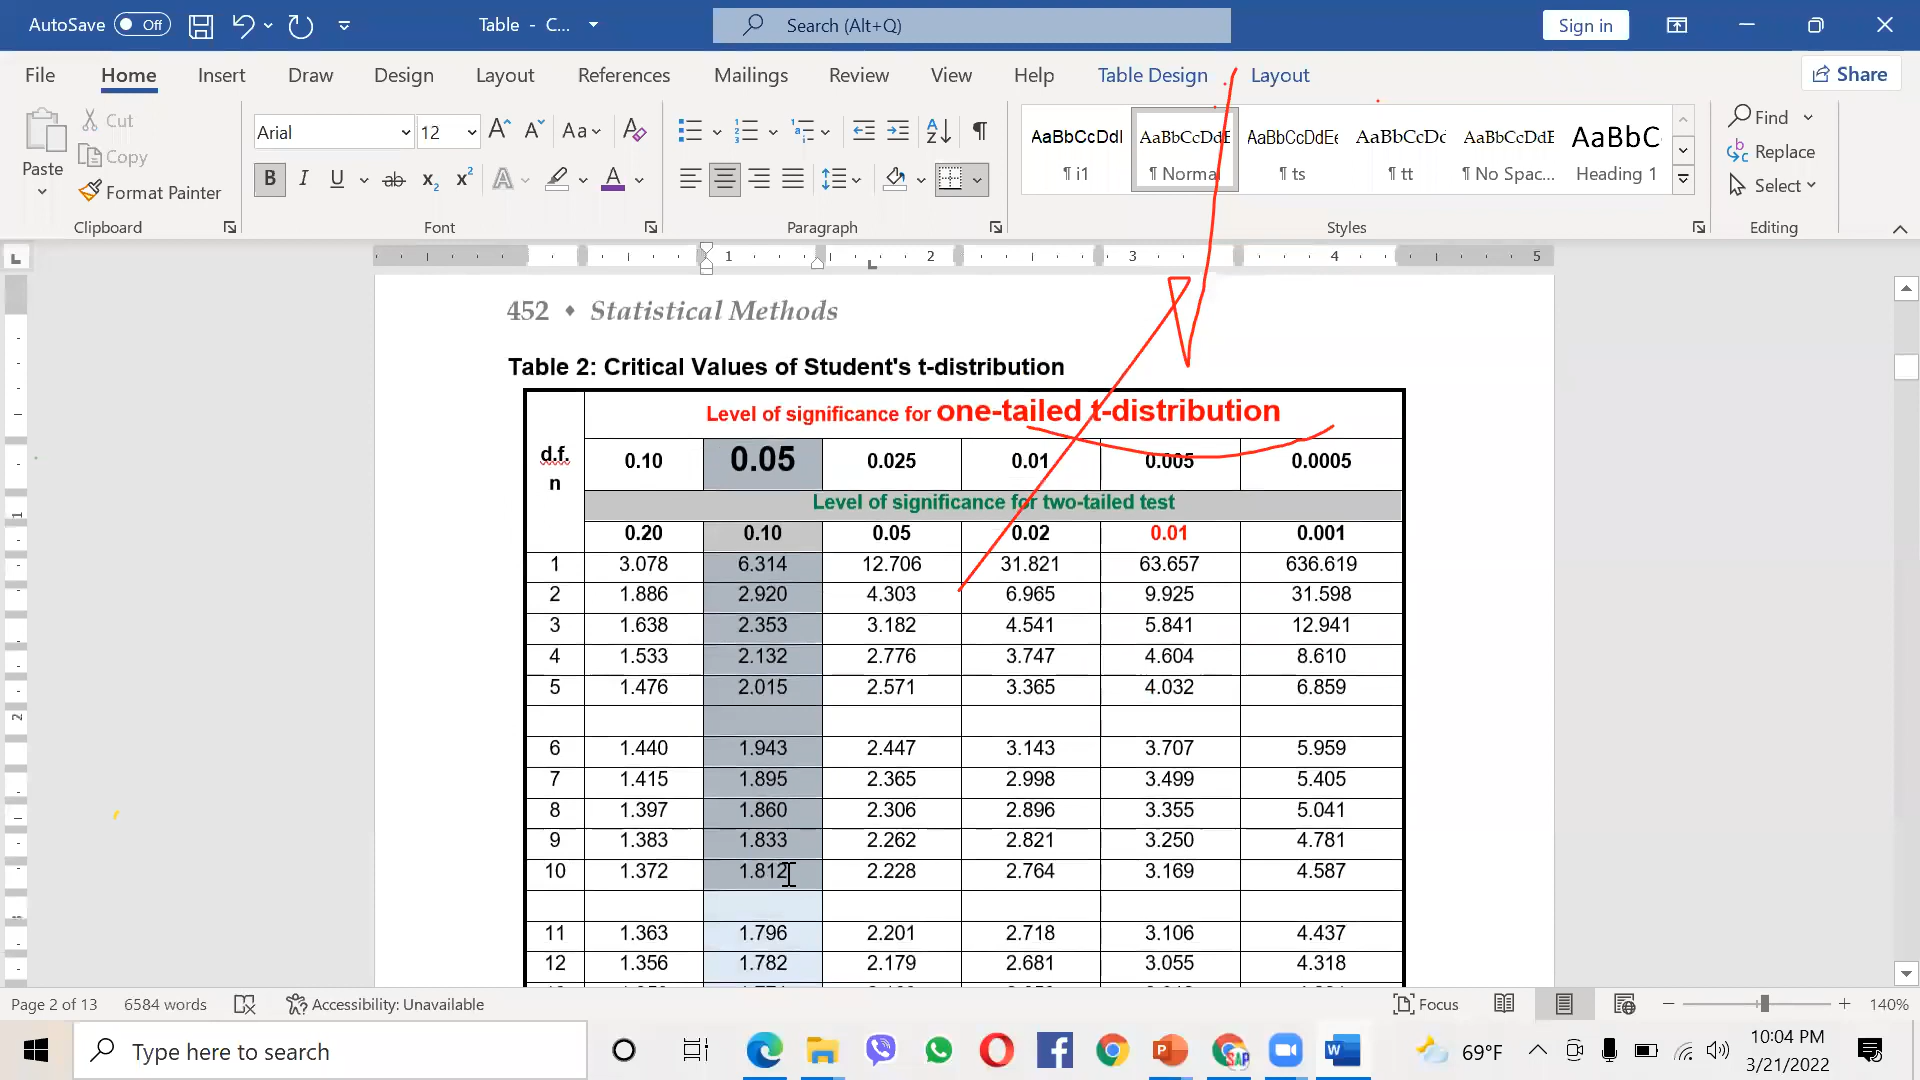 AutoSave Off Table - C... Search (Alt+Q) Sign in
File Home Insert Draw Design Layout References Mailings Review View Help Table Design Layout Share
Paste Cut Copy Format Painter
Arial 12 Aa
B I U ab x₂ x² A A ¶
AaBbCcDdI AaBbCcDdE AaBbCcDdEe AaBbCcDc AaBbCcDdE AaBbC
¶ i1 ¶ Normal ¶ ts ¶ tt ¶ No Spac... Heading 1
Find Replace Select
Clipboard Font Paragraph Styles Editing
L 1 2 3 4 5
452 ♦ Statistical Methods
Table 2: Critical Values of Student's t-distribution
Level of significance for one-tailed t-distribution
d.f.
n
0.10 0.05 0.025 0.01 0.005 0.0005
Level of significance for two-tailed test
0.20 0.10 0.05 0.02 0.01 0.001
1 3.078 6.314 12.706 31.821 63.657 636.619
2 1.886 2.920 4.303 6.965 9.925 31.598
3 1.638 2.353 3.182 4.541 5.841 12.941
4 1.533 2.132 2.776 3.747 4.604 8.610
5 1.476 2.015 2.571 3.365 4.032 6.859
6 1.440 1.943 2.447 3.143 3.707 5.959
7 1.415 1.895 2.365 2.998 3.499 5.405
8 1.397 1.860 2.306 2.896 3.355 5.041
9 1.383 1.833 2.262 2.821 3.250 4.781
10 1.372 1.812 2.228 2.764 3.169 4.587
11 1.363 1.796 2.201 2.718 3.106 4.437
12 1.356 1.782 2.179 2.681 3.055 4.318
1
2
Page 2 of 13 6584 words Accessibility: Unavailable Focus 140%
Type here to search SAP 69°F 10:04 PM
3/21/2022